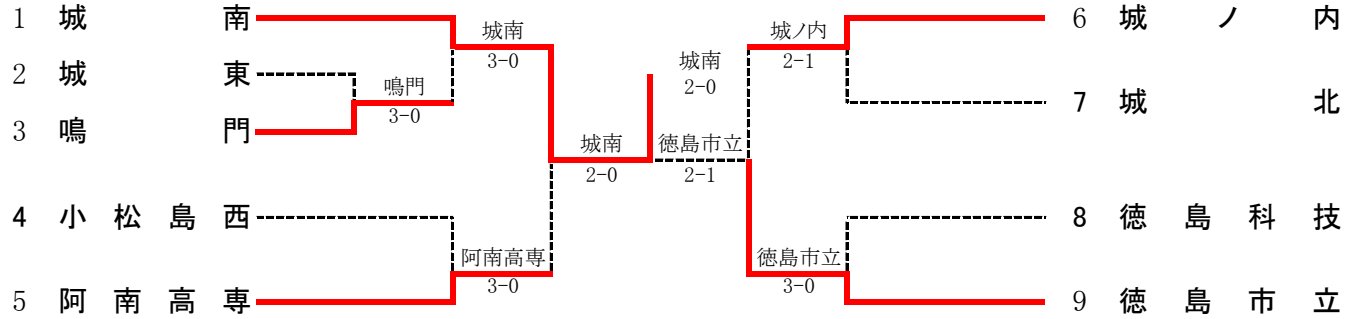 1 城南
2 城東
3 鳴門
4 小松島西
5 阿南高専
鳴門
3-0
城南
3-0
阿南高専
3-0
城南
2-0
城南
2-0
徳島市立
2-1
城ノ内
2-1
徳島市立
3-0
6 城ノ内
7 城北
8 徳島科技
9 徳島市立